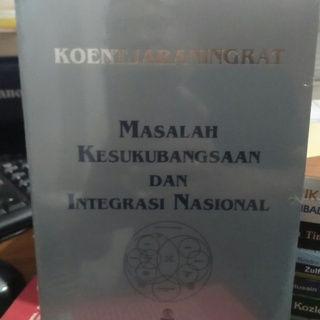 KOENTJARANINGRAT
MASALAH
KESUKUBANGSAAN
DAN
INTEGRASI NASIONAL